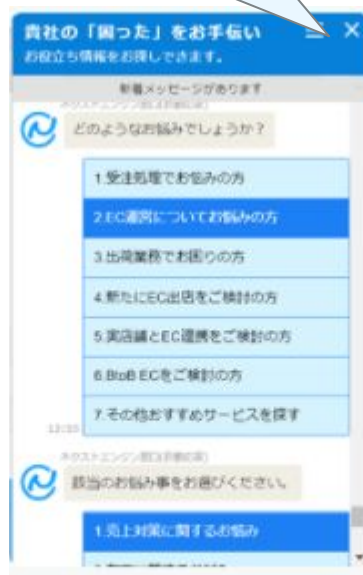 貴社の「困った」をお手伝い
お役立ち情報をお探しできます。
新着メッセージがあります
どのようなお悩みでしょうか?
1.受注処理でお悩みの方
2.EC運営についてお悩みの方
3.出荷業務でお困りの方
4.新たにEC出店をご検討の方
5.実店舗とEC連携をご検討の方
6.BtoB ECをご検討の方
7.その他おすすめサービスを探す
該当のお悩み事をお選びください。
1.売上対策に関するお悩み